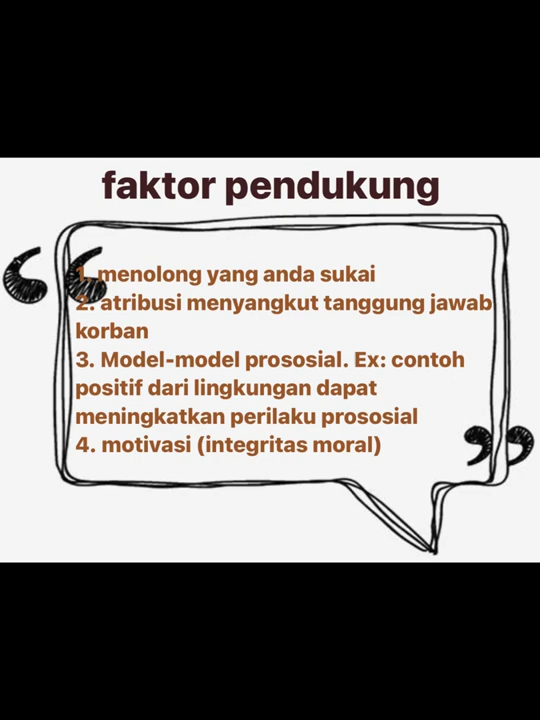 faktor pendukung
1. menolong yang anda sukai
2. atribusi menyangkut tanggung jawab
korban
3. Model-model prososial. Ex: contoh
positif dari lingkungan dapat
meningkatkan perilaku prososial
4. motivasi (integritas moral)